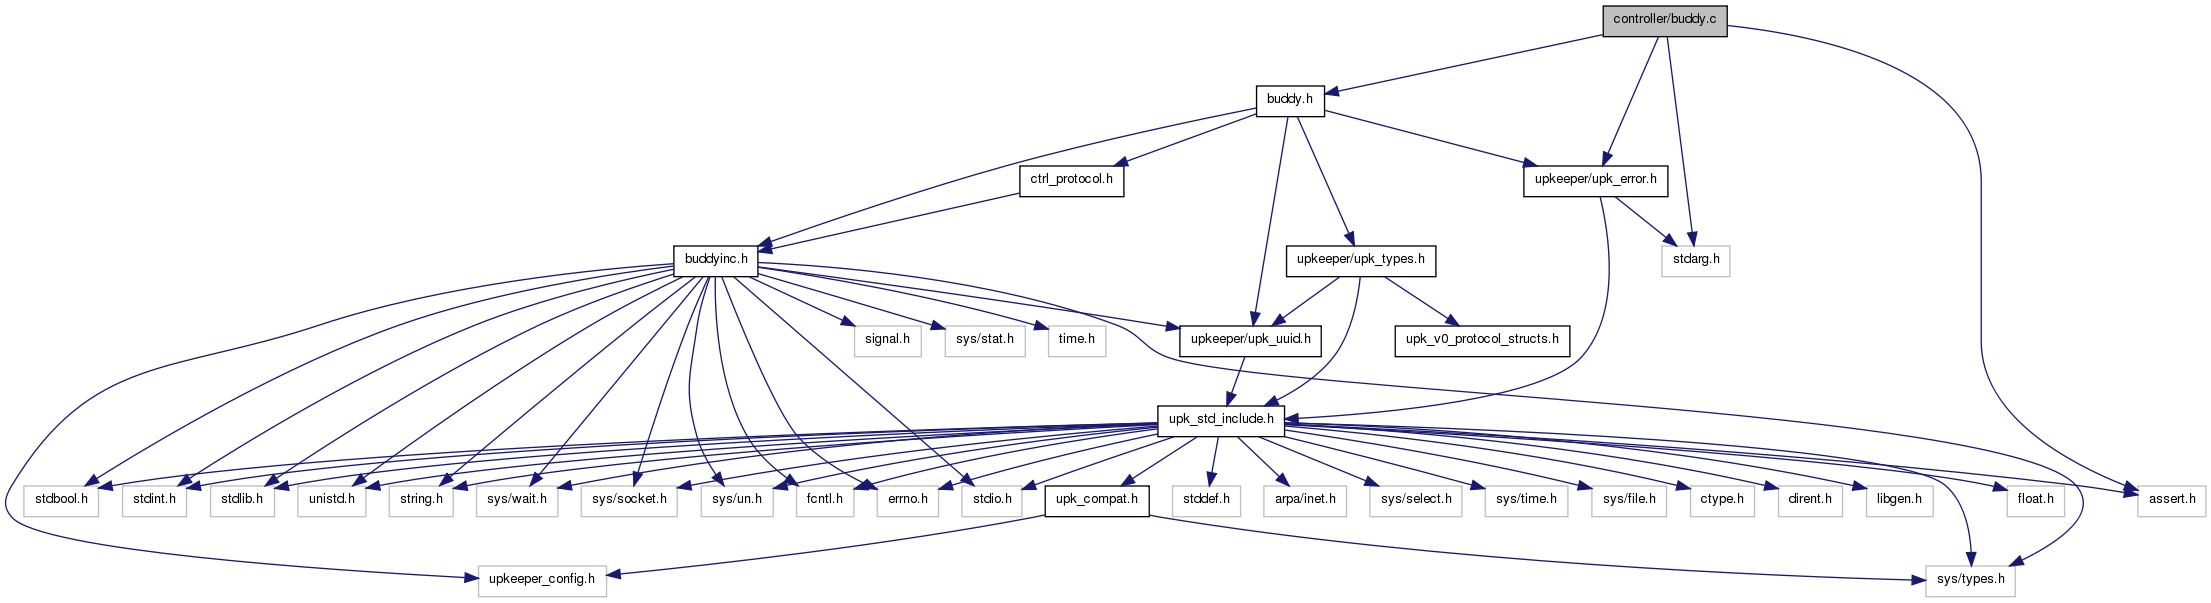 controller/buddy.c
buddy.h
ctrl_protocol.h
upkeeper/upk_error.h
buddyinc.h
upkeeper/upk_types.h
stdarg.h
signal.h
sys/stat.h
time.h
upkeeper/upk_uuid.h
upk_v0_protocol_structs.h
upk_std_include.h
stdbool.h
stdint.h
stdlib.h
unistd.h
string.h
sys/wait.h
sys/socket.h
sys/un.h
fcntl.h
errno.h
stdio.h
upk_compat.h
stddef.h
arpa/inet.h
sys/select.h
sys/time.h
sys/file.h
ctype.h
dirent.h
libgen.h
float.h
assert.h
upkeeper_config.h
sys/types.h